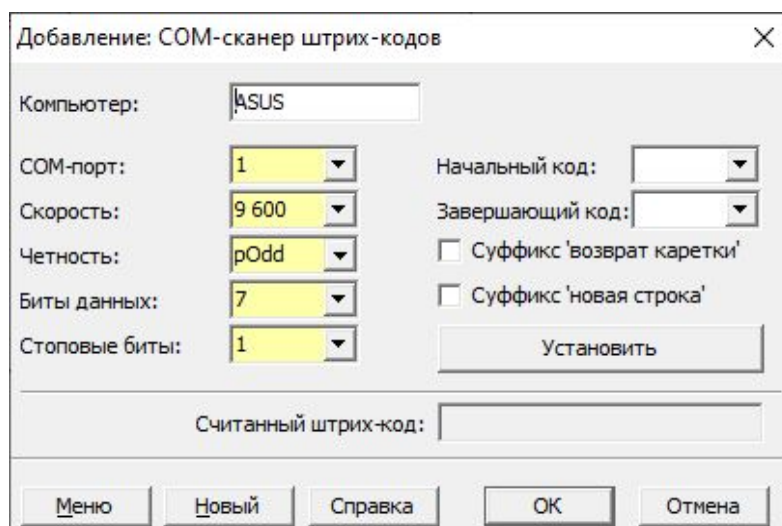 Добавление: COM-сканер штрих-кодов
Компьютер: ASUS
COM-порт: 1 Начальный код:
Скорость: 9 600 Завершающий код:
Четность: pOdd Суффикс 'возврат каретки'
Биты данных: 7 Суффикс 'новая строка'
Стоповые биты: 1 Установить
Считанный штрих-код:
Меню Новый Справка OK Отмена